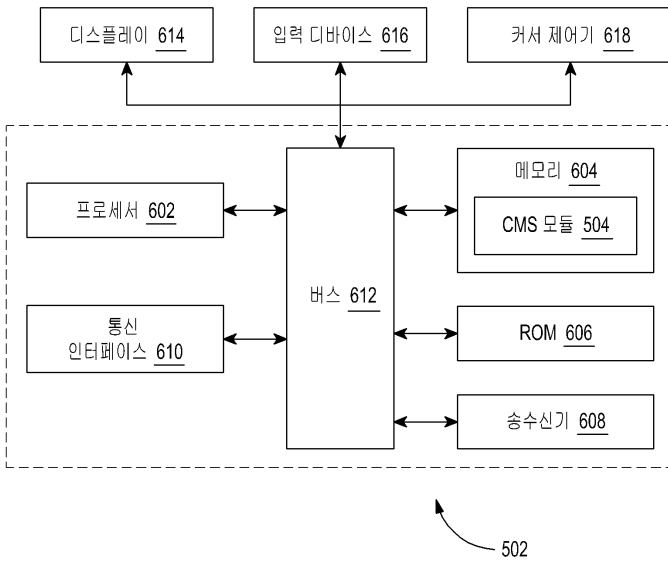 디스플레이 614
입력 디바이스 616
커서 제어기 618
프로세서 602
메모리 604
CMS 모듈 504
버스 612
통신
인터페이스 610
ROM 606
송수신기 608
502